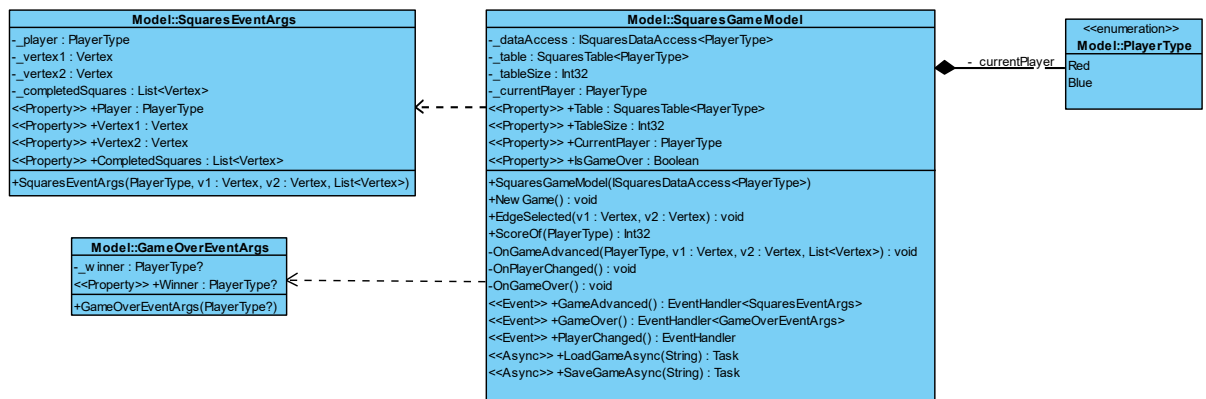 Model::SquaresEventArgs
-_player : PlayerType
-_vertex1 : Vertex
-_vertex2 : Vertex
-_completedSquares : List<Vertex>
<<Property>> +Player : PlayerType
<<Property>> +Vertex1 : Vertex
<<Property>> +Vertex2 : Vertex
<<Property>> +CompletedSquares : List<Vertex>
+SquaresEventArgs(PlayerType, v1 : Vertex, v2 : Vertex, List<Vertex>)
Model::GameOverEventArgs
-_winner : PlayerType?
<<Property>> +Winner : PlayerType?
+GameOverEventArgs(PlayerType?)
Model::SquaresGameModel
-_dataAccess : ISquaresDataAccess<PlayerType>
-_table : SquaresTable<PlayerType>
-_tableSize : Int32
-_currentPlayer : PlayerType
<<Property>> +Table : SquaresTable<PlayerType>
<<Property>> +TableSize : Int32
<<Property>> +CurrentPlayer : PlayerType
<<Property>> +IsGameOver : Boolean
+SquaresGameModel(ISquaresDataAccess<PlayerType>)
+NewGame() : void
+EdgeSelected(v1 : Vertex, v2 : Vertex) : void
+ScoreOf(PlayerType) : Int32
-OnGameAdvanced(PlayerType, v1 : Vertex, v2 : Vertex, List<Vertex>) : void
-OnPlayerChanged() : void
-OnGameOver() : void
<<Event>> +GameAdvanced() : EventHandler<SquaresEventArgs>
<<Event>> +GameOver() : EventHandler<GameOverEventArgs>
<<Event>> +PlayerChanged() : EventHandler
<<Async>> +LoadGameAsync(String) : Task
<<Async>> +SaveGameAsync(String) : Task
- currentPlayer
<<enumeration>>
Model::PlayerType
Red
Blue